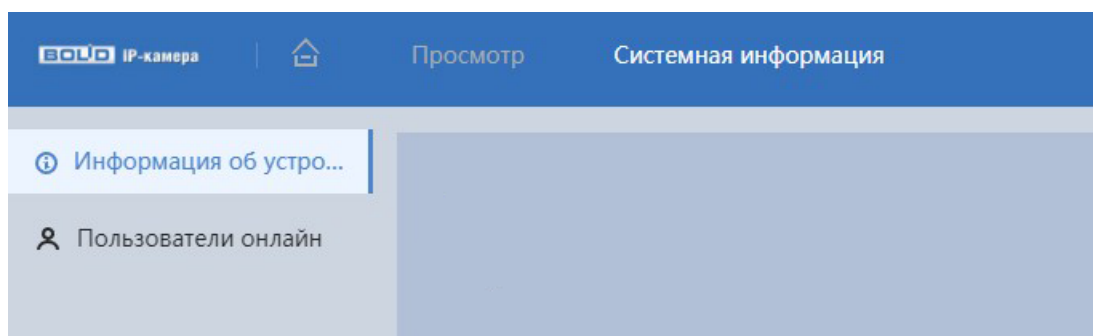 BOLID IP-камера Просмотр Системная информация
Информация об устро...
Пользователи онлайн